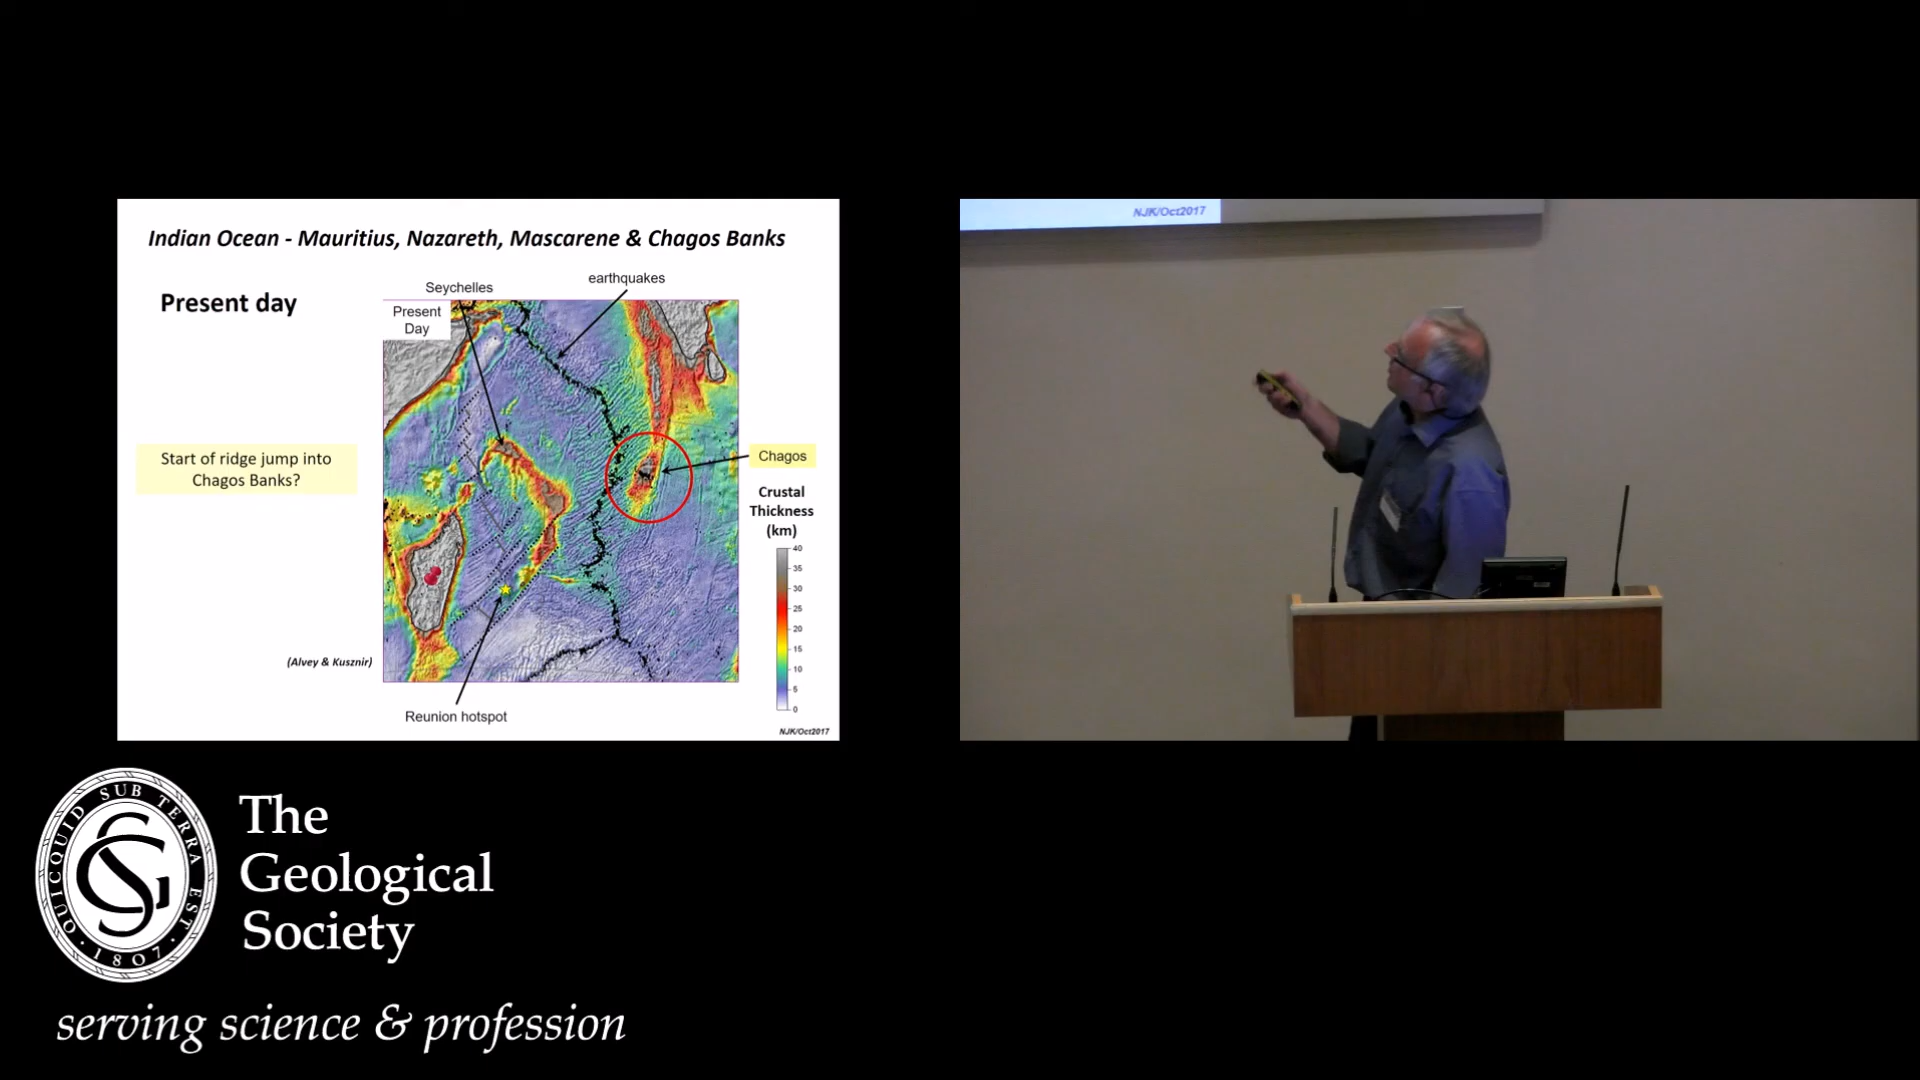 Indian Ocean - Mauritius, Nazareth, Mascarene & Chagos Banks
Present day
Seychelles
earthquakes
Present
Day
Start of ridge jump into
Chagos Banks?
Chagos
Crustal
Thickness
(km)
40
35
30
25
20
15
10
5
0
(Alvey & Kusznir)
Reunion hotspot
NJK/Oct2017
NJK/Oct2017
QUICQUID SUB TERRA EST
1807
The
Geological
Society
serving science & profession